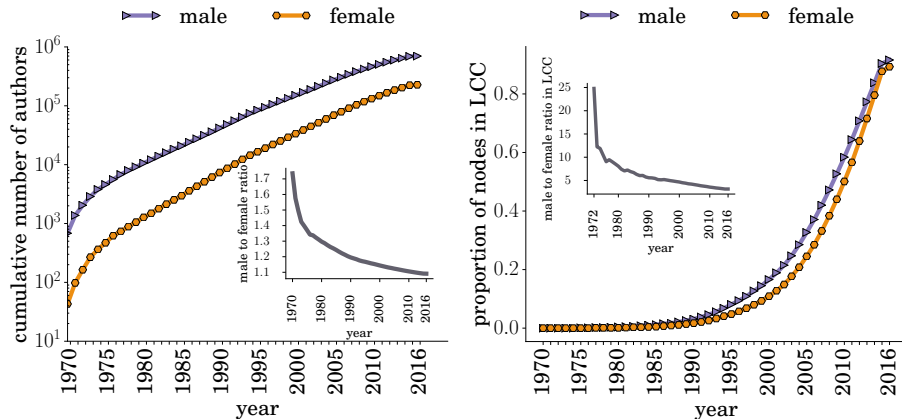 male female
cumulative number of authors
10^6
10^5
10^4
10^3
10^2
10^1
1970 1975 1980 1985 1990 1995 2000 2005 2010 2016
year
male to female ratio
1.7
1.6
1.5
1.4
1.3
1.2
1.1
1970 1980 1990 2000 2010 2016
year
male female
proportion of nodes in LCC
0.8
0.6
0.4
0.2
0.0
1970 1975 1980 1985 1990 1995 2000 2005 2010 2016
year
male to female ratio in LCC
25
20
15
10
5
1972 1980 1990 2000 2010 2016
year